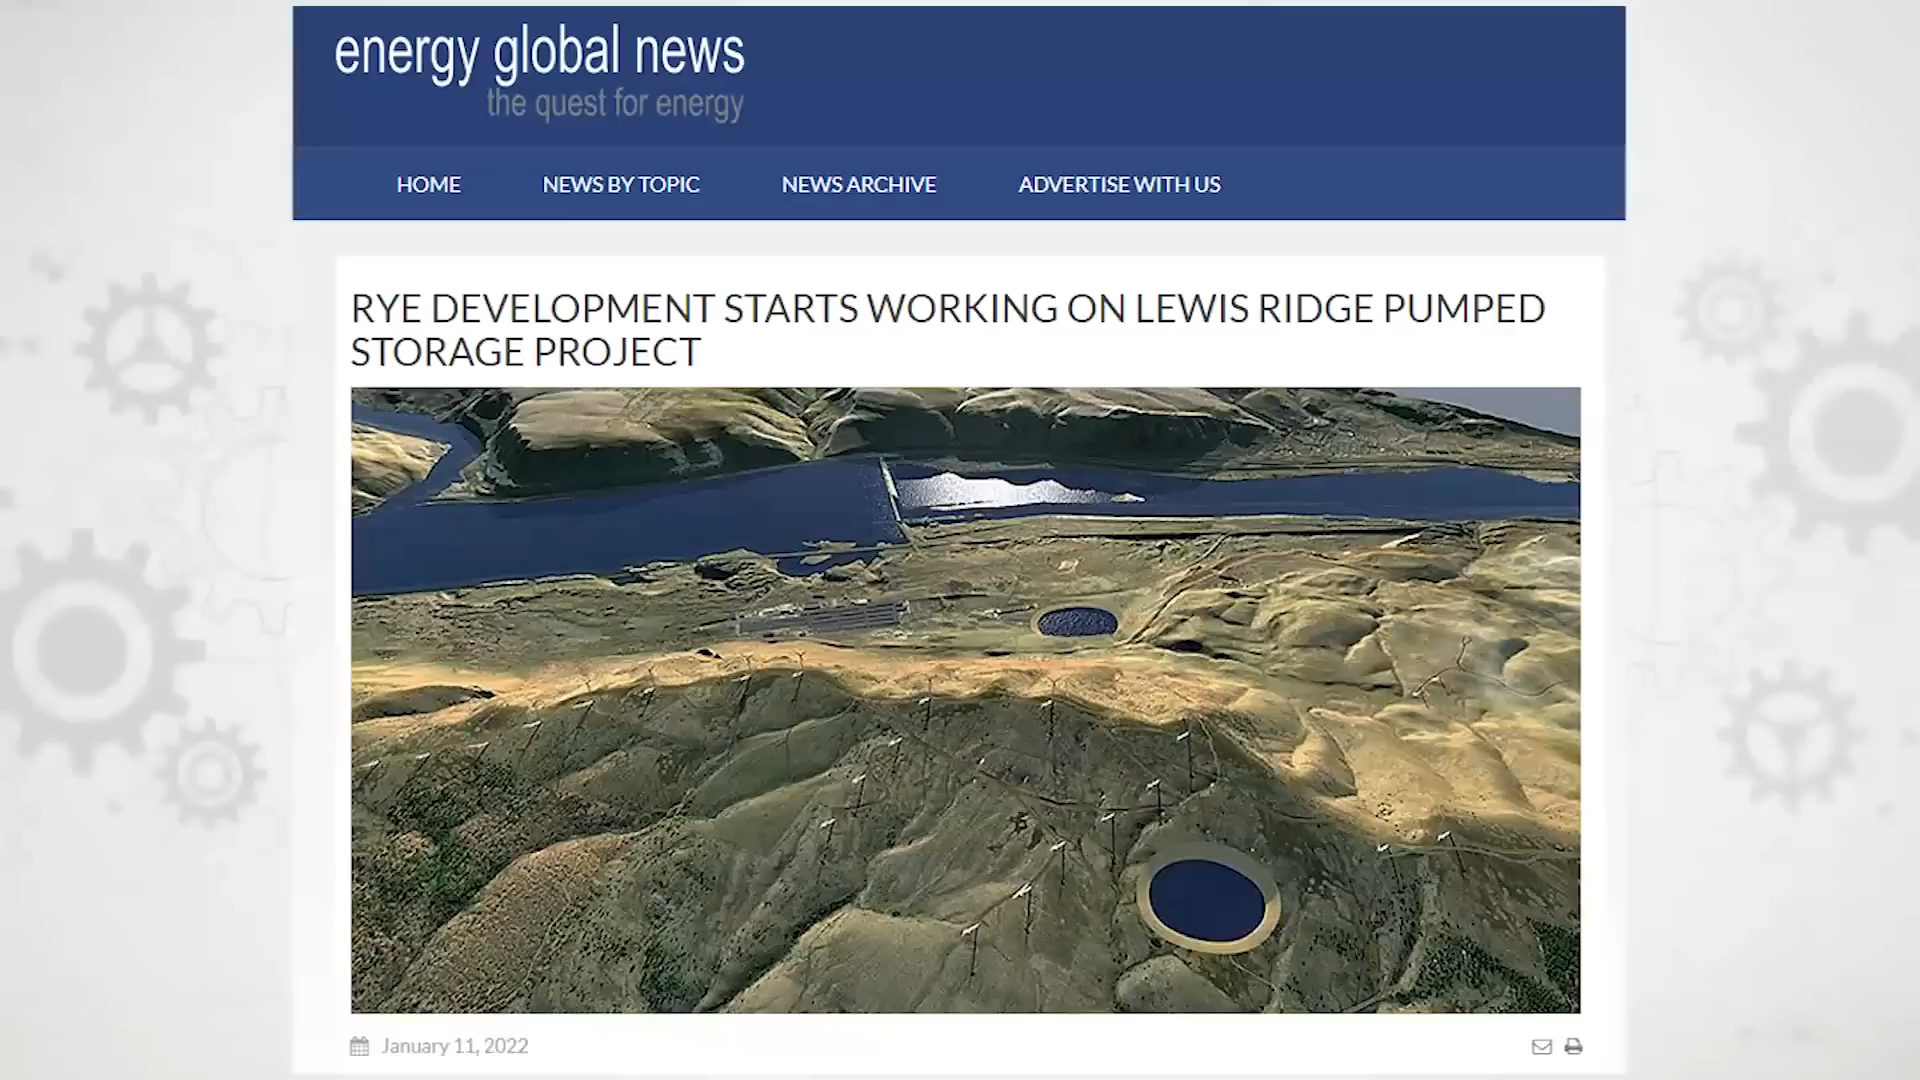 energy global news
the quest for energy
HOME NEWS BY TOPIC NEWS ARCHIVE ADVERTISE WITH US
RYE DEVELOPMENT STARTS WORKING ON LEWIS RIDGE PUMPED
STORAGE PROJECT
January 11, 2022